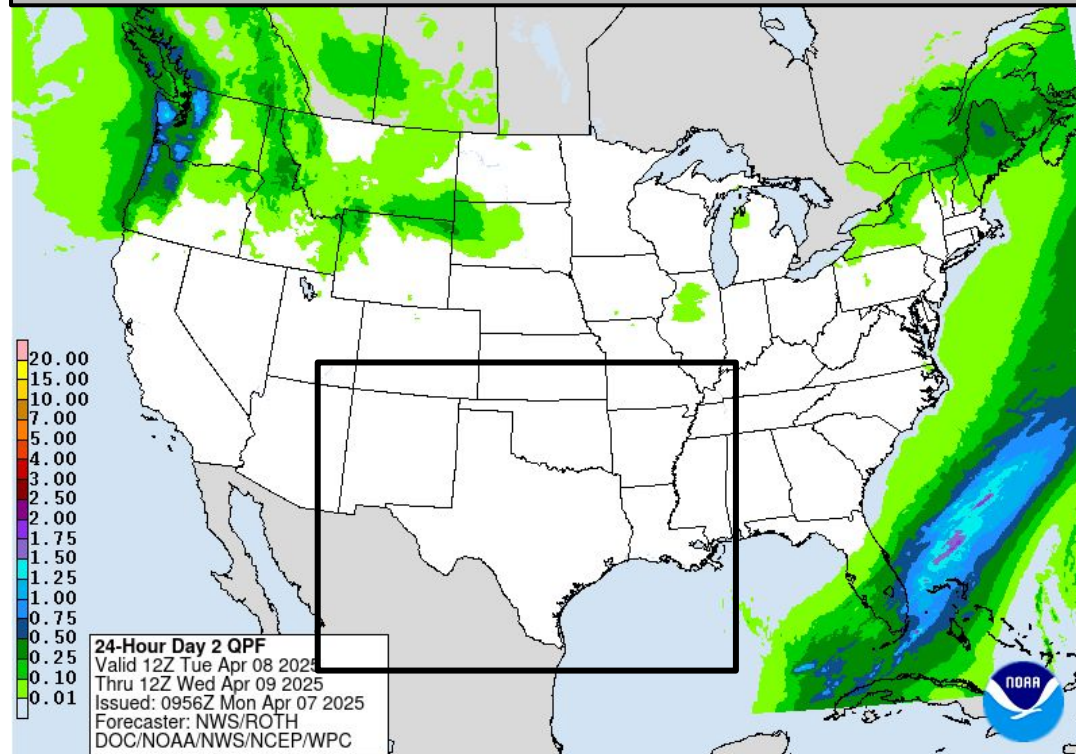 20.00
15.00
10.00
7.00
5.00
4.00
3.00
2.50
2.00
1.75
1.50
1.25
1.00
0.75
0.50
0.25
0.10
0.01
24-Hour Day 2 QPF
Valid 12Z Tue Apr 08 2025
Thru 12Z Wed Apr 09 2025
Issued: 0956Z Mon Apr 07 2025
Forecaster: NWS/ROTH
DOC/NOAA/NWS/NCEP/WPC
NOAA